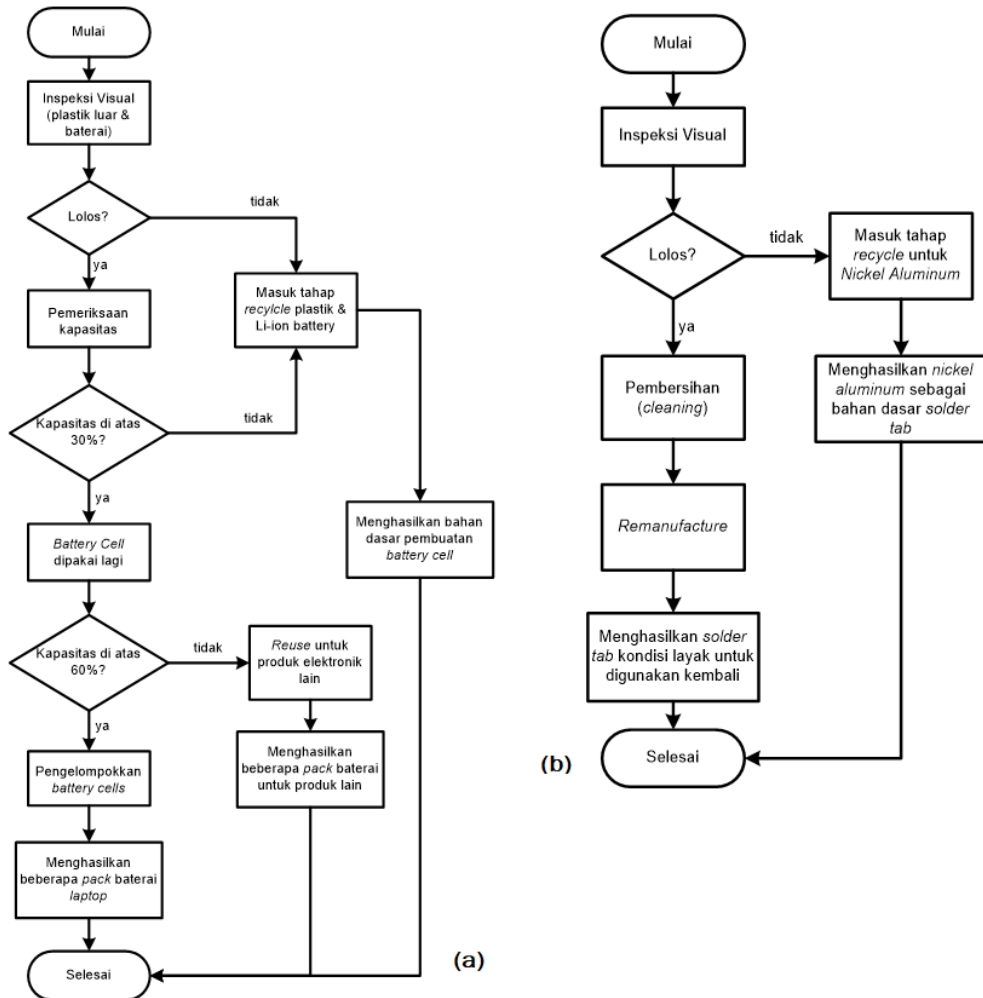 Mulai
Inspeksi Visual
(plastik luar &
baterai)
Lolos?
tidak
ya
Pemeriksaan
kapasitas
Masuk tahap
recylcle plastik &
Li-ion battery
Kapasitas di atas
30%?
tidak
ya
Battery Cell
dipakai lagi
Menghasilkan bahan
dasar pembuatan
battery cell
Kapasitas di atas
60%?
tidak
Reuse untuk
produk elektronik
lain
ya
Pengelompokkan
battery cells
Menghasilkan
beberapa pack baterai
untuk produk lain
Menghasilkan
beberapa pack baterai
laptop
Selesai
(a)
Mulai
Inspeksi Visual
Lolos?
tidak
Masuk tahap
recycle untuk
Nickel Aluminum
ya
Pembersihan
(cleaning)
Menghasilkan nickel
aluminum sebagai
bahan dasar solder
tab
Remanufacture
Menghasilkan solder
tab kondisi layak untuk
digunakan kembali
Selesai
(b)